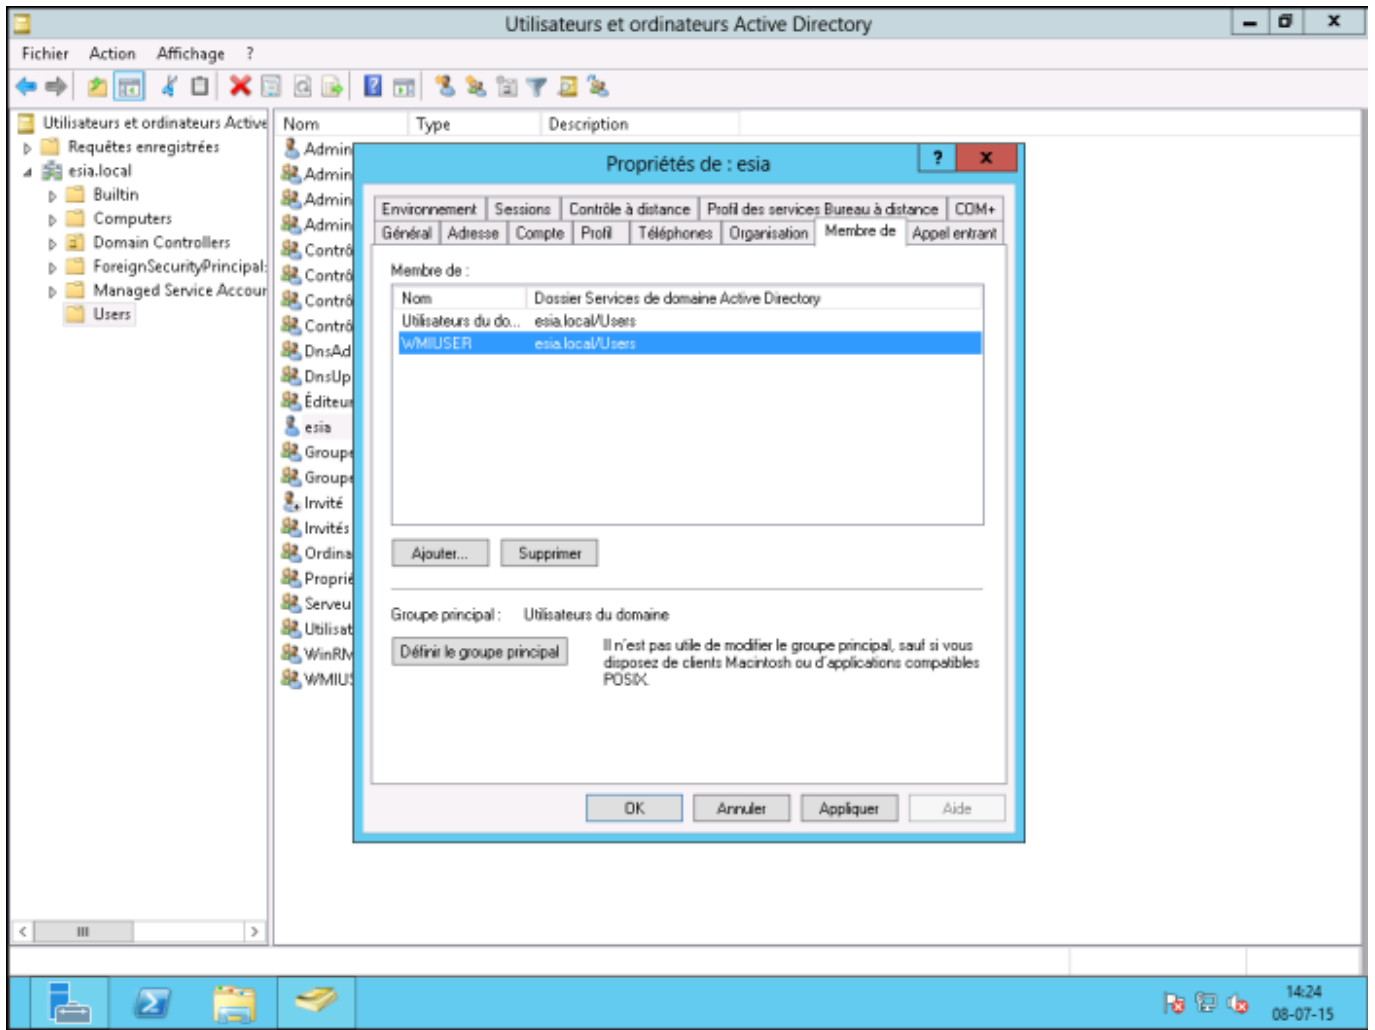 Utilisateurs et ordinateurs Active Directory
Fichier Action Affichage ?
Utilisateurs et ordinateurs Active
Requêtes enregistrées
esia.local
Builtin
Computers
Domain Controllers
ForeignSecurityPrincipal:
Managed Service Accour
Users
Nom Type Description
Admin
Admin
Admin
Admin
Contrô
Contrô
Contrô
Contrô
DnsAd
DnsUp
Éditeur
esia
Groupe
Groupe
Invité
Invités
Ordina
Proprié
Serveu
Utilisat
WinRM
WMIUS
Propriétés de : esia
Environnement Sessions Contrôle à distance Profil des services Bureau à distance COM+
Général Adresse Compte Profil Téléphones Organisation Membre de Appel entrant
Membre de :
Nom Dossier Services de domaine Active Directory
Utilisateurs du do... esia.local/Users
WMIUSER esia.local/Users
Ajouter... Supprimer
Groupe principal : Utilisateurs du domaine
Définir le groupe principal
Il n'est pas utile de modifier le groupe principal, sauf si vous
disposez de clients Macintosh ou d'applications compatibles
POSIX.
OK Annuler Appliquer Aide
14:24
08-07-15